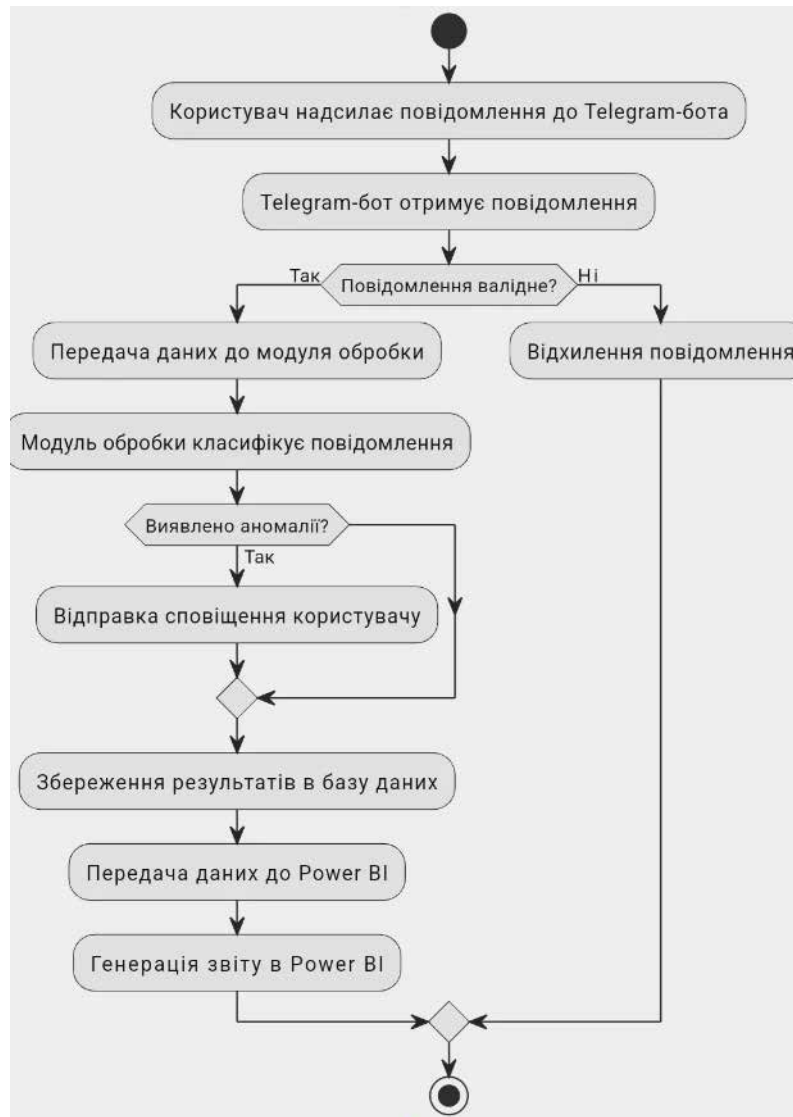 Користувач надсилає повідомлення до Telegram-бота
Telegram-бот отримує повідомлення
Так
Повідомлення валідне?
Ні
Передача даних до модуля обробки
Відхилення повідомлення
Модуль обробки класифікує повідомлення
Виявлено аномалії?
Так
Відправка сповіщення користувачу
Збереження результатів в базу даних
Передача даних до Power BI
Генерація звіту в Power BI